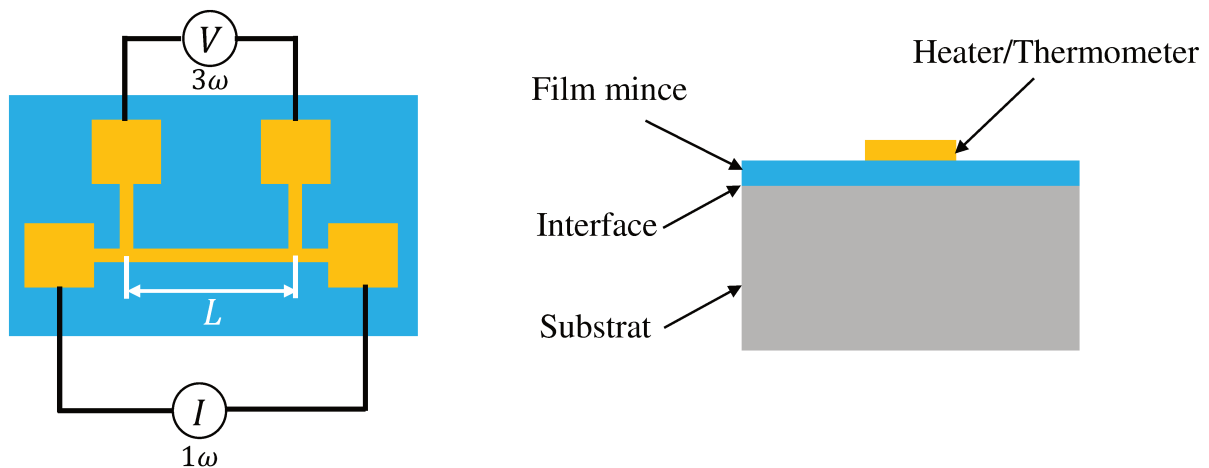 V
3ω
L
I
1ω
Heater/Thermometer
Film mince
Interface
Substrat